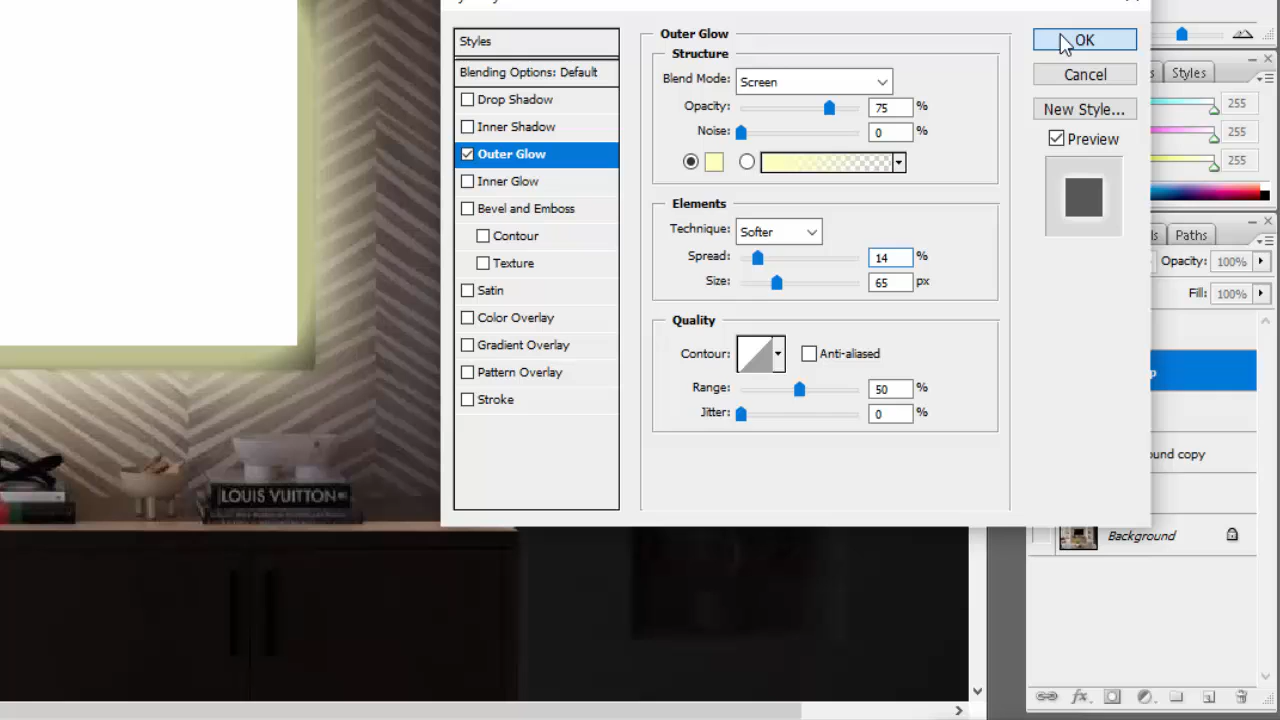 Styles
Blending Options: Default
Drop Shadow
Inner Shadow
Outer Glow
Inner Glow
Bevel and Emboss
Contour
Texture
Satin
Color Overlay
Gradient Overlay
Pattern Overlay
Stroke
Outer Glow
Structure
Blend Mode: Screen
Opacity: 75 %
Noise: 0 %
Elements
Technique: Softer
Spread: 14 %
Size: 65 px
Quality
Contour: Anti-aliased
Range: 50 %
Jitter: 0 %
OK
Cancel
New Style...
Preview
Styles
255
255
255
Paths
Opacity: 100%
Fill: 100%
und copy
Background
LOUIS VUITTON